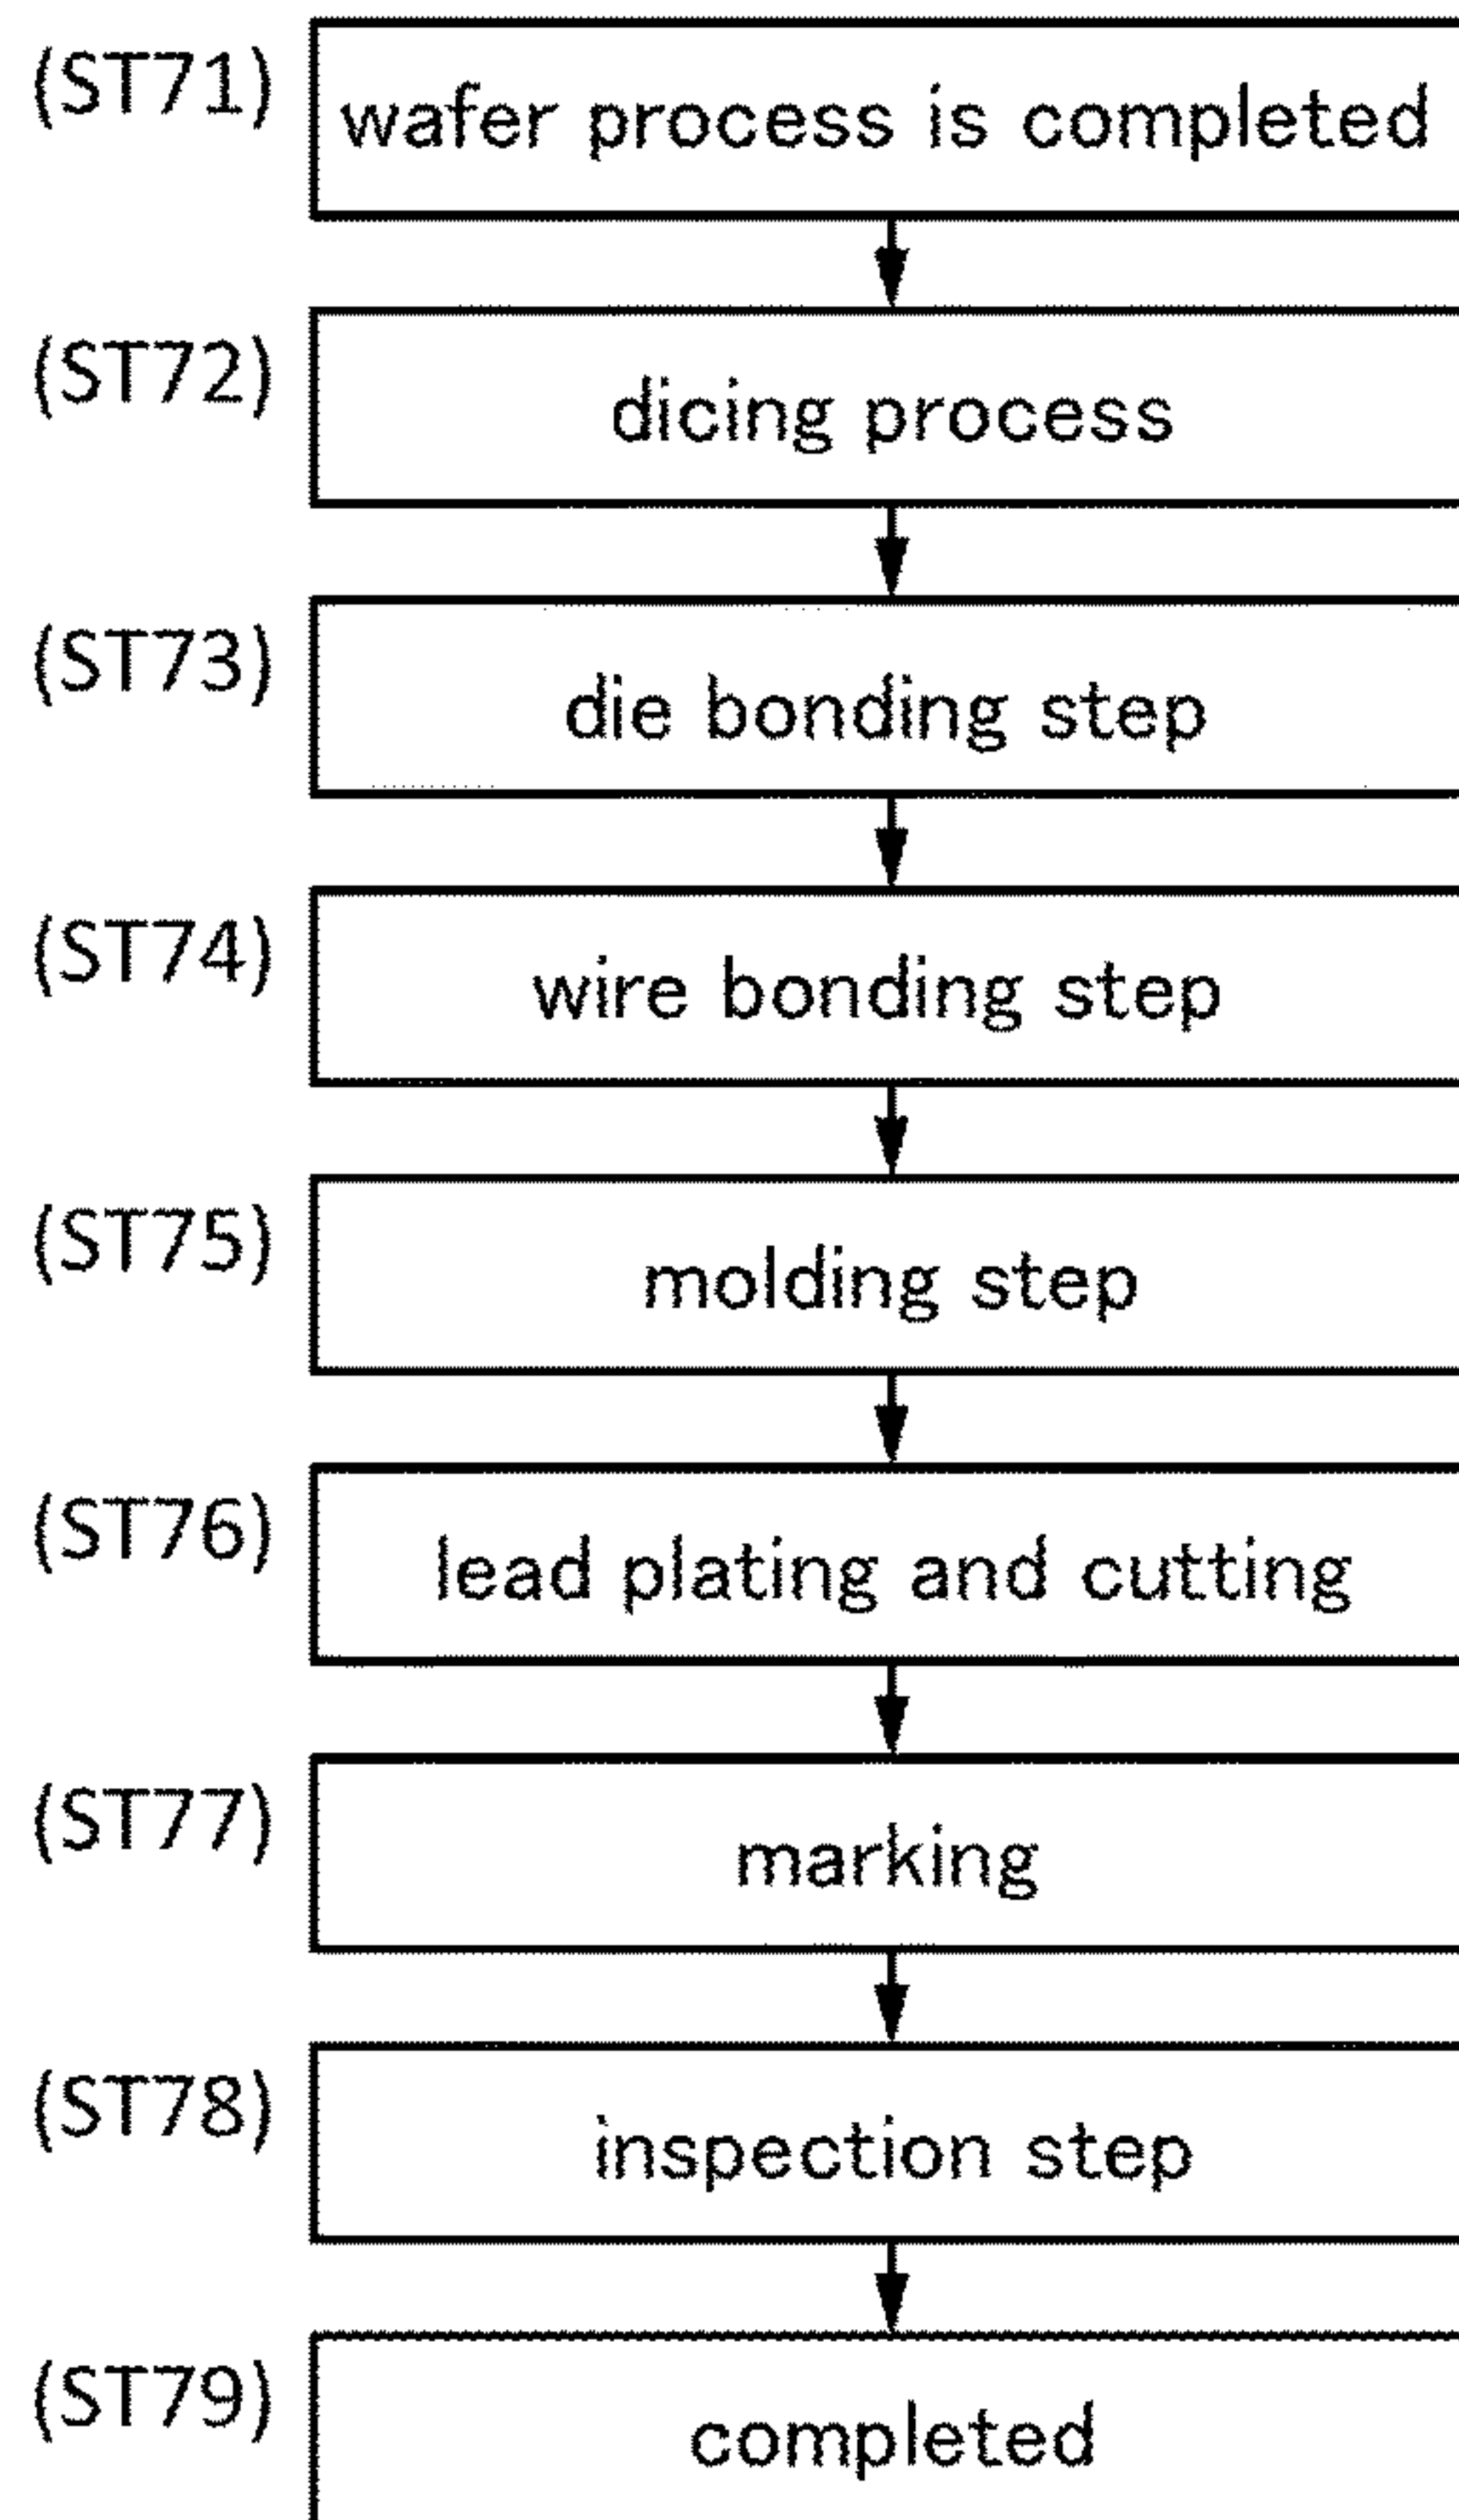 (ST71) wafer process is completed
(ST72) dicing process
(ST73) die bonding step
(ST74) wire bonding step
(ST75) molding step
(ST76) lead plating and cutting
(ST77) marking
(ST78) inspection step
(ST79) completed